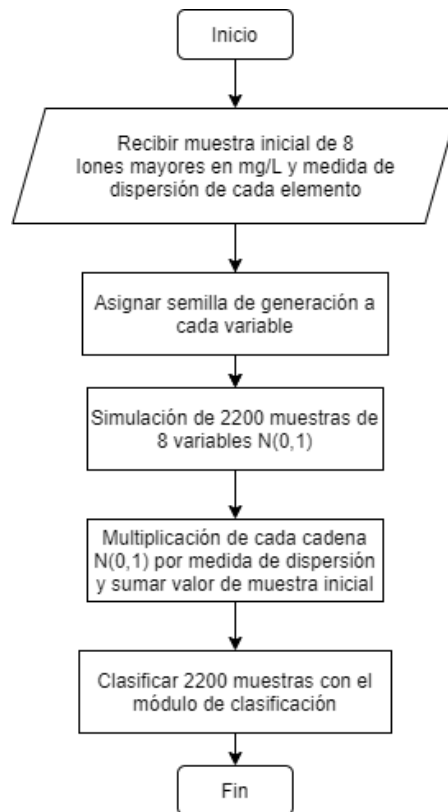 Inicio
Recibir muestra inicial de 8
Iones mayores en mg/L y medida de
dispersión de cada elemento
Asignar semilla de generación a
cada variable
Simulación de 2200 muestras de
8 variables N(0,1)
Multiplicación de cada cadena
N(0,1) por medida de dispersión
y sumar valor de muestra inicial
Clasificar 2200 muestras con el
módulo de clasificación
Fin